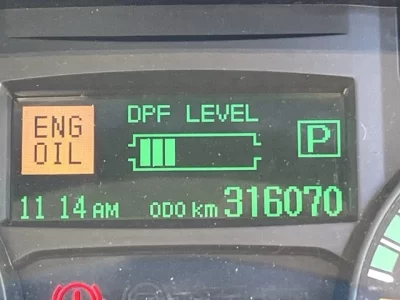 ENG
OIL
DPF LEVEL
P
11 14 AM ODO km 316070